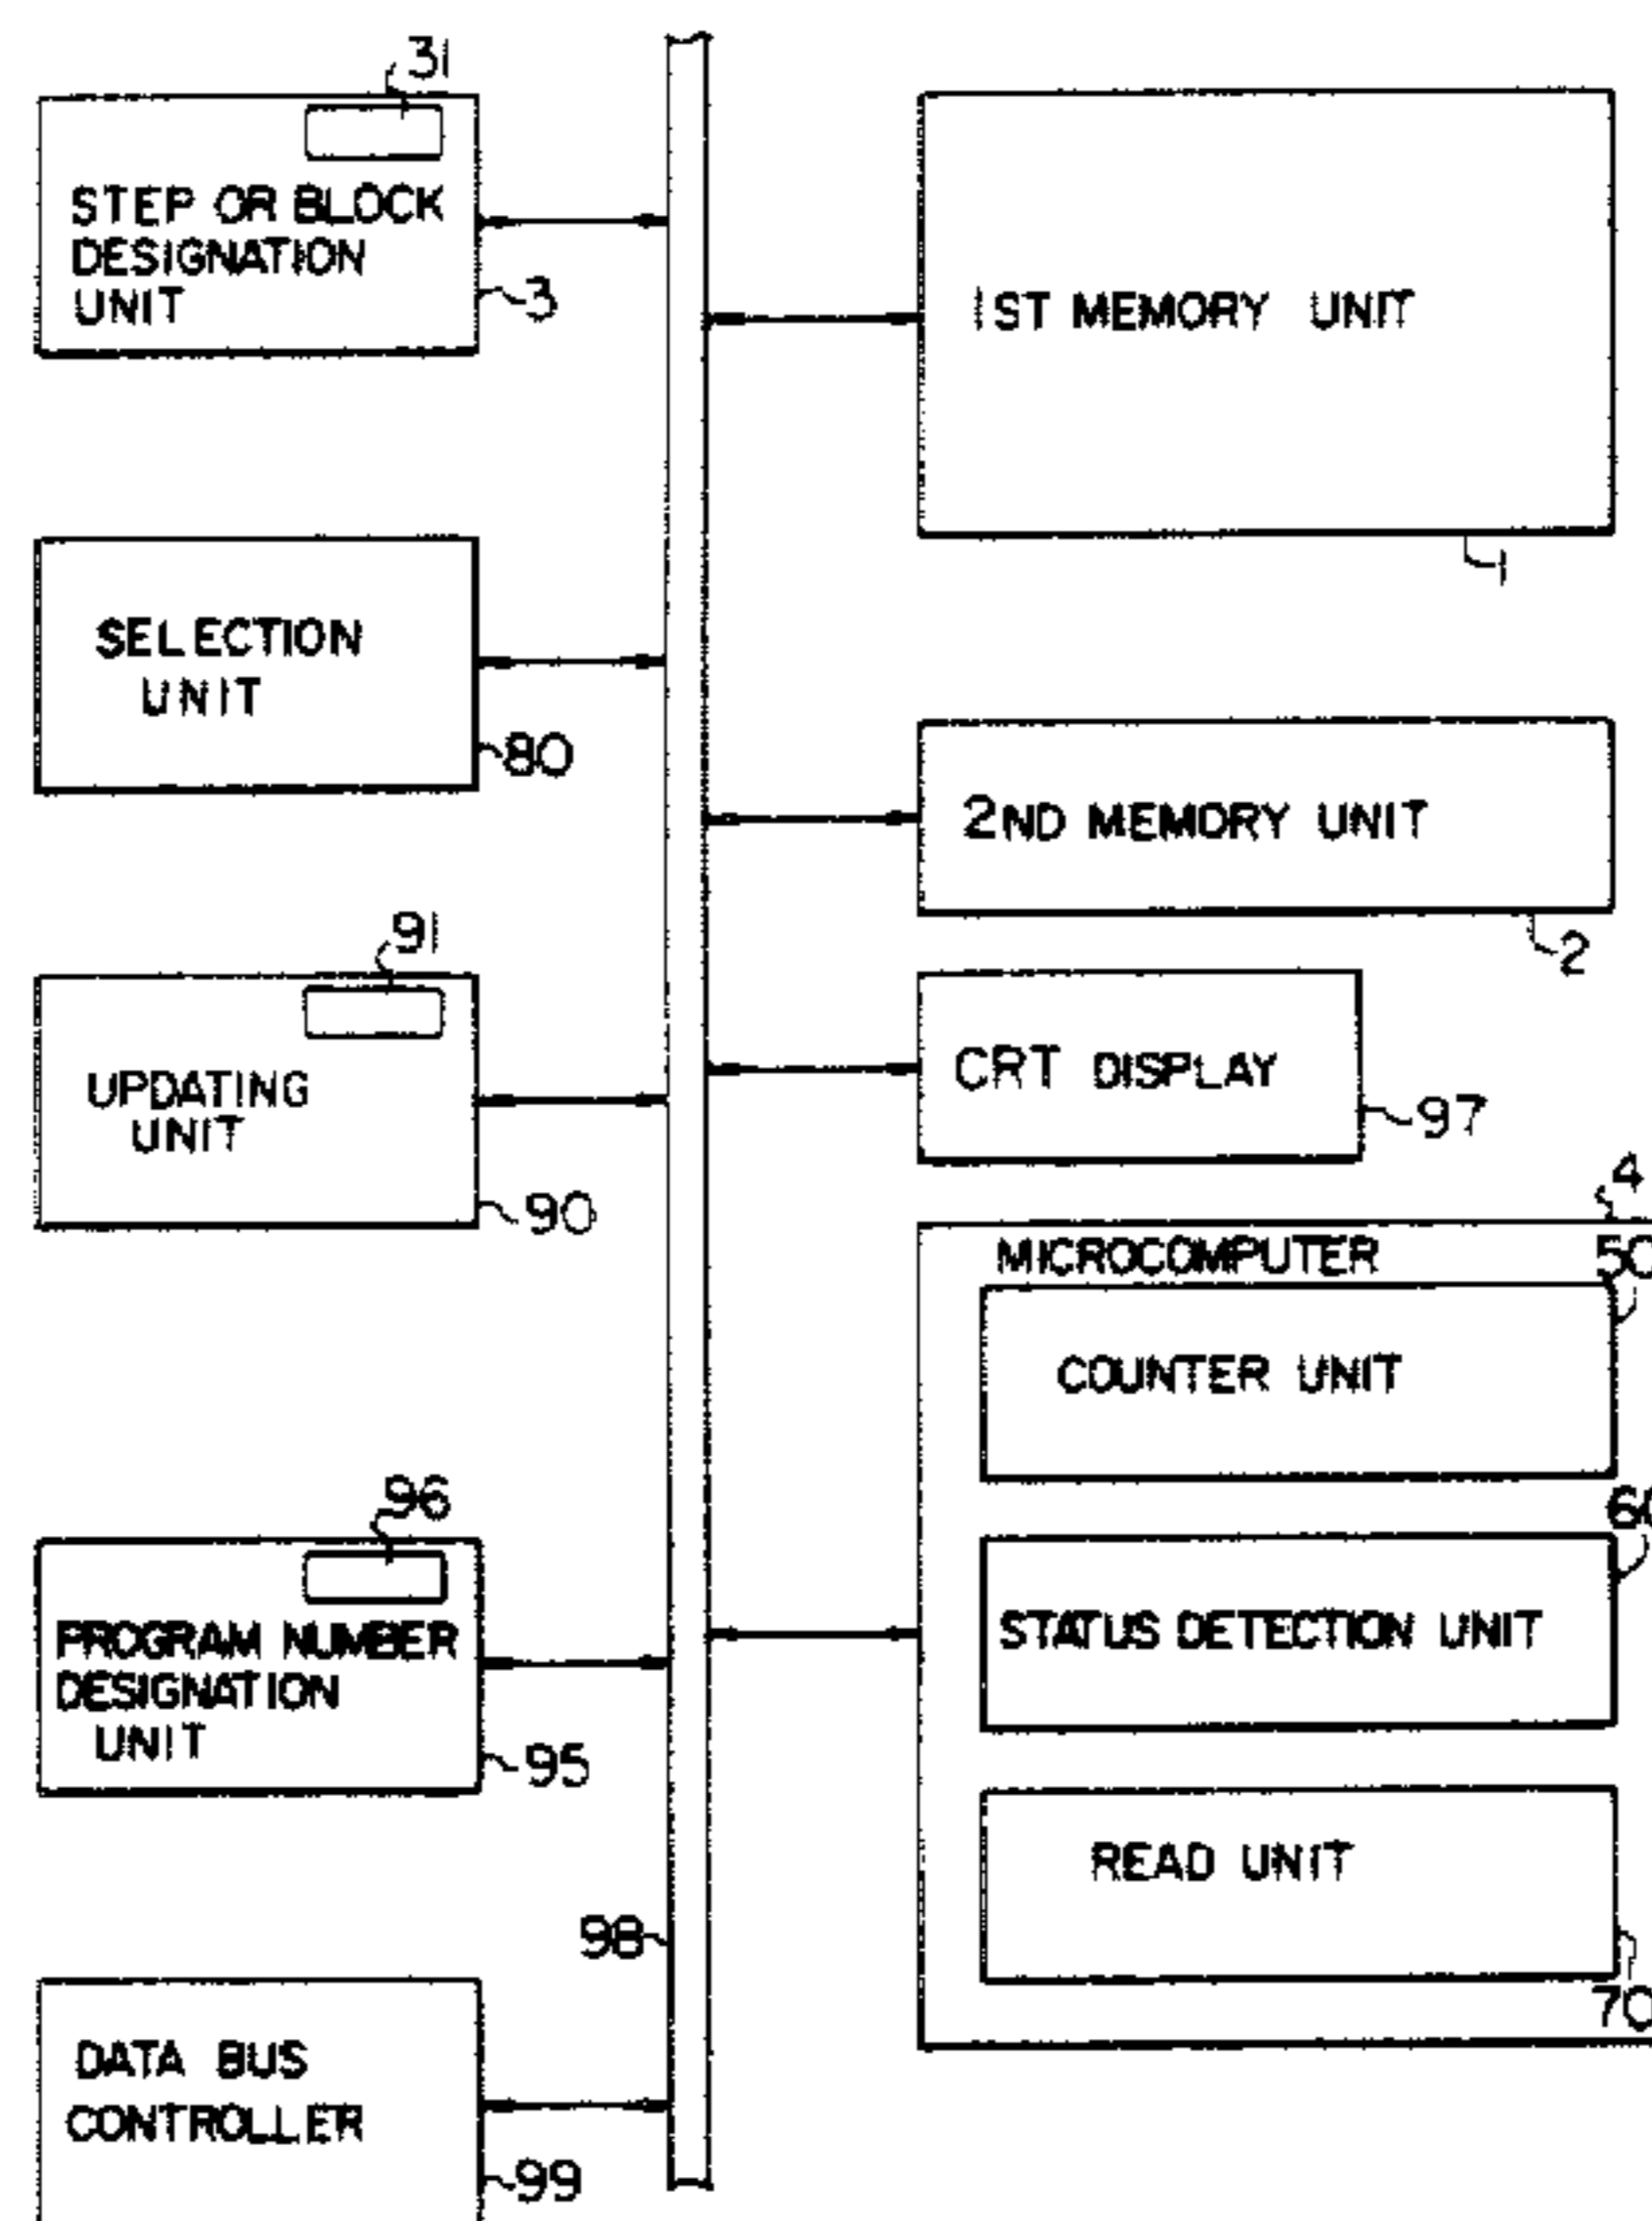 31
STEP OR BLOCK
DESIGNATION
UNIT
3
1ST MEMORY UNIT
1
SELECTION
UNIT
80
2ND MEMORY UNIT
2
91
UPDATING
UNIT
90
CRT DISPLAY
97
4
MICROCOMPUTER
50
COUNTER UNIT
96
PROGRAM NUMBER
DESIGNATION
UNIT
95
60
STATUS DETECTION UNIT
READ UNIT
70
98
DATA BUS
CONTROLLER
99